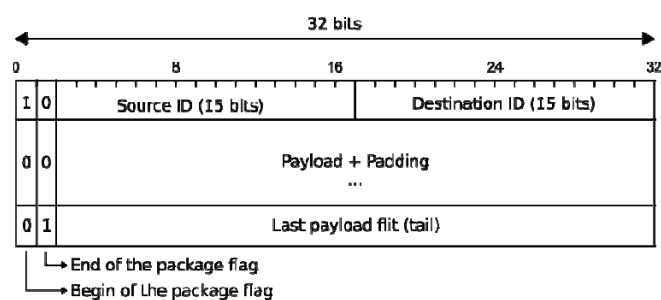 32 bits
0 8 16 24 32
1 0 Source ID (15 bits) Destination ID (15 bits)
0 0 Payload + Padding
...
0 1 Last payload flit (tail)
End of the package flag
Begin of the package flag